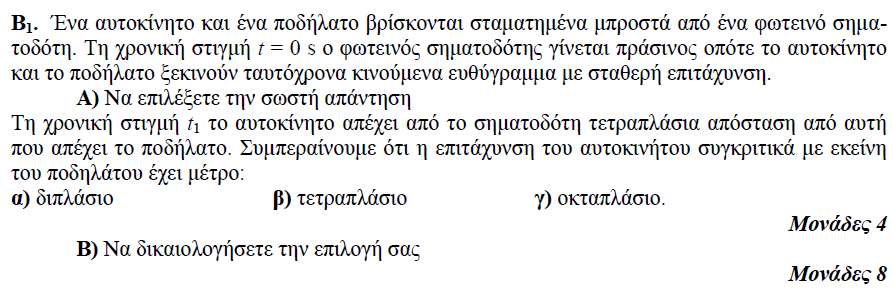 Β₁. Ένα αυτοκίνητο και ένα ποδήλατο βρίσκονται σταματημένα μπροστά από ένα φωτεινό σημα-
τοδότη. Τη χρονική στιγμή t = 0 s ο φωτεινός σηματοδότης γίνεται πράσινος οπότε το αυτοκίνητο
και το ποδήλατο ξεκινούν ταυτόχρονα κινούμενα ευθύγραμμα με σταθερή επιτάχυνση.
Α) Να επιλέξετε την σωστή απάντηση
Τη χρονική στιγμή t₁ το αυτοκίνητο απέχει από το σηματοδότη τετραπλάσια απόσταση από αυτή
που απέχει το ποδήλατο. Συμπεραίνουμε ότι η επιτάχυνση του αυτοκινήτου συγκριτικά με εκείνη
του ποδηλάτου έχει μέτρο:
α) διπλάσιο β) τετραπλάσιο γ) οκταπλάσιο.
Μονάδες 4
Β) Να δικαιολογήσετε την επιλογή σας
Μονάδες 8